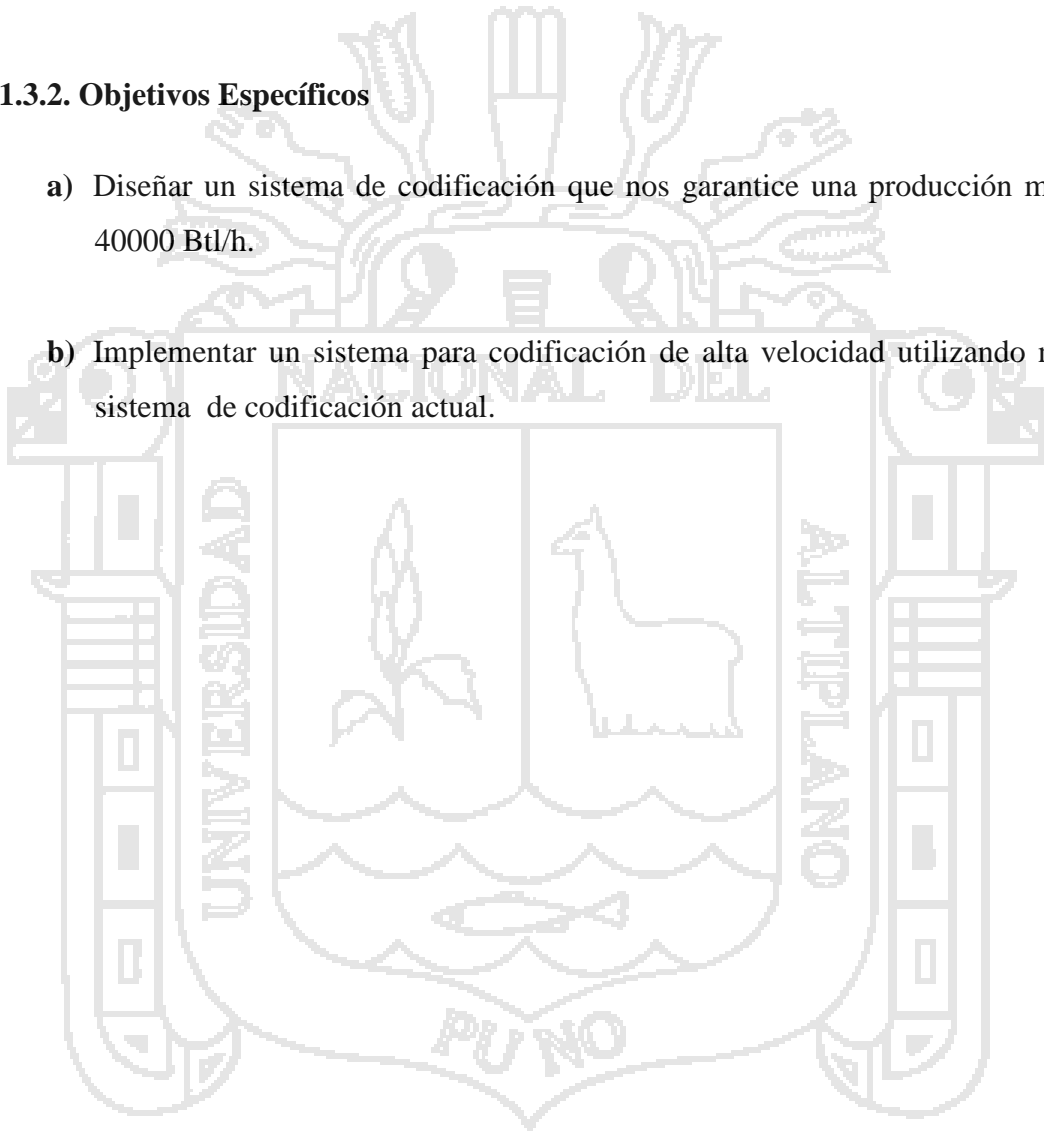 1.3.2. Objetivos Específicos
a) Diseñar un sistema de codificación que nos garantice una producción
40000 Btl/h.
b) Implementar un sistema para codificación de alta velocidad utilizando
sistema de codificación actual.
NACIONAL DEL
UNIVERSIDAD
ALTIPLANO
PUNO